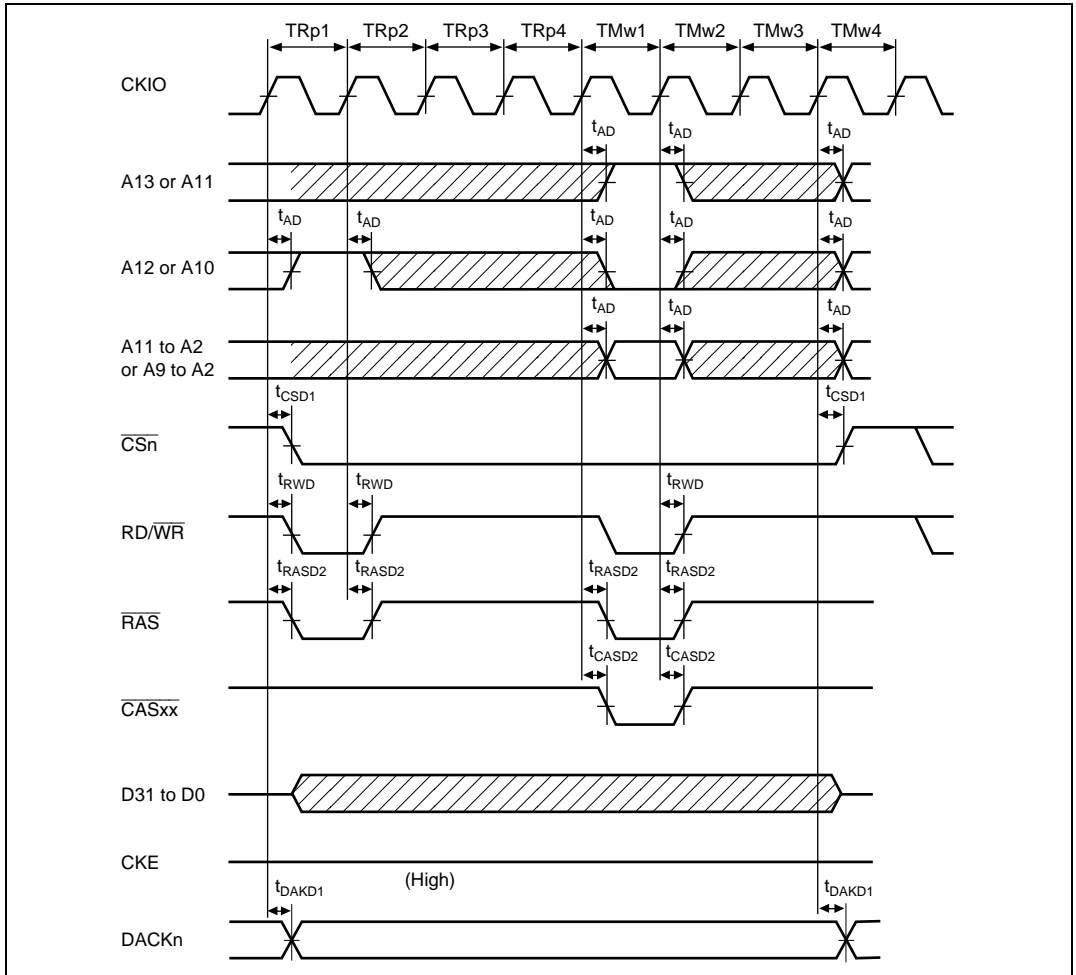 TRp1 TRp2 TRp3 TRp4 TMw1 TMw2 TMw3 TMw4
CKIO
tAD tAD tAD
A13 or A11
tAD tAD tAD tAD tAD
A12 or A10
tAD tAD tAD
A11 to A2
or A9 to A2
tCSD1 tCSD1
CSn
tRWD tRWD tRWD
RD/WR
tRASD2 tRASD2 tRASD2 tRASD2
RAS
tCASD2 tCASD2
CASxx
D31 to D0
CKE
(High)
tDAKD1 tDAKD1
DACKn